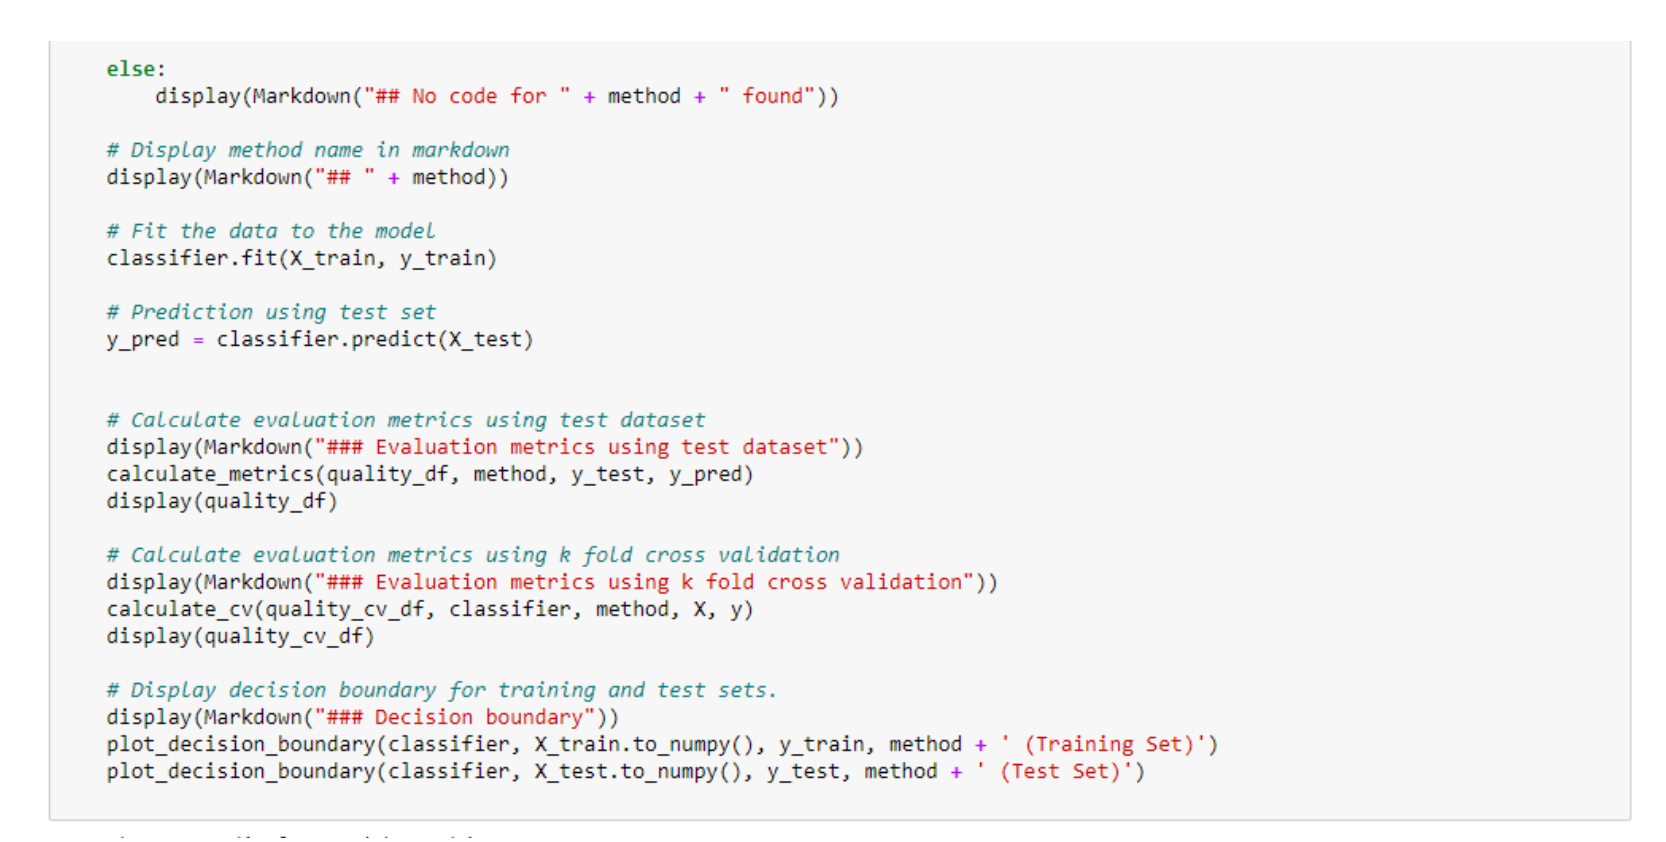 else:
display(Markdown("## No code for " + method + " found"))
# Display method name in markdown
display(Markdown("## " + method))
# Fit the data to the model
classifier.fit(X_train, y_train)
# Prediction using test set
y_pred = classifier.predict(X_test)
# Calculate evaluation metrics using test dataset
display(Markdown("### Evaluation metrics using test dataset"))
calculate_metrics(quality_df, method, y_test, y_pred)
display(quality_df)
# Calculate evaluation metrics using k fold cross validation
display(Markdown("### Evaluation metrics using k fold cross validation"))
calculate_cv(quality_cv_df, classifier, method, X, y)
display(quality_cv_df)
# Display decision boundary for training and test sets.
display(Markdown("### Decision boundary"))
plot_decision_boundary(classifier, X_train.to_numpy(), y_train, method + ' (Training Set)')
plot_decision_boundary(classifier, X_test.to_numpy(), y_test, method + ' (Test Set)')